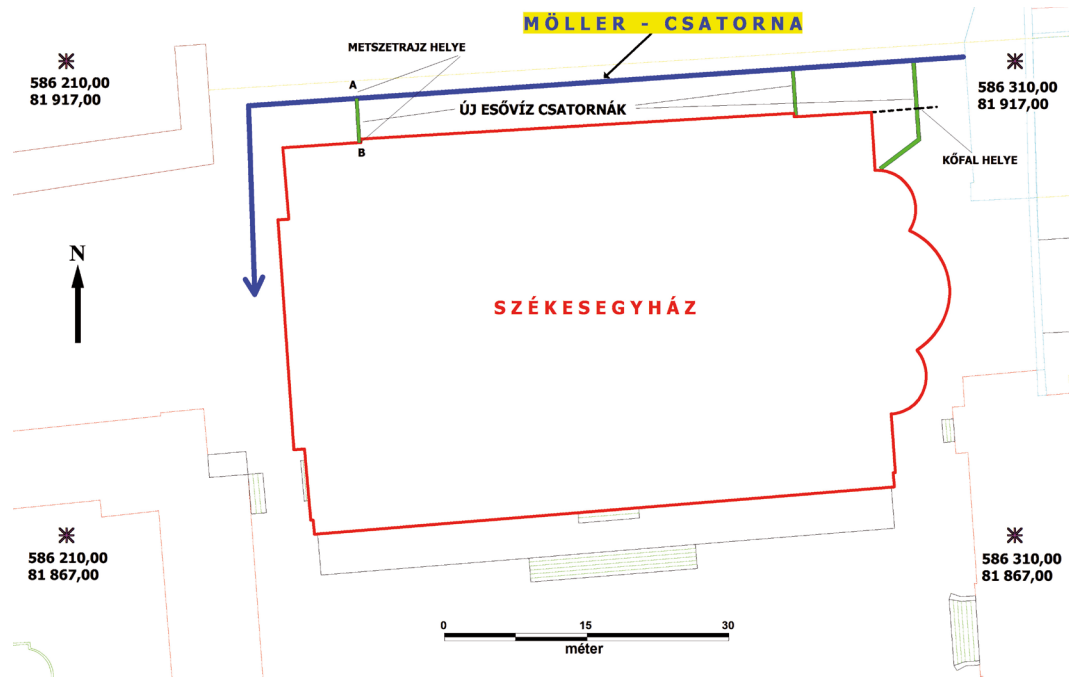 MÖLLER - CSATORNA
METSZETRAJZ HELYE
586 210,00
81 917,00
586 310,00
81 917,00
A
ÚJ ESŐVÍZ CSATORNÁK
B
KŐFAL HELYE
N
SZÉKESEGYHÁZ
586 210,00
81 867,00
586 310,00
81 867,00
0 15 30
méter